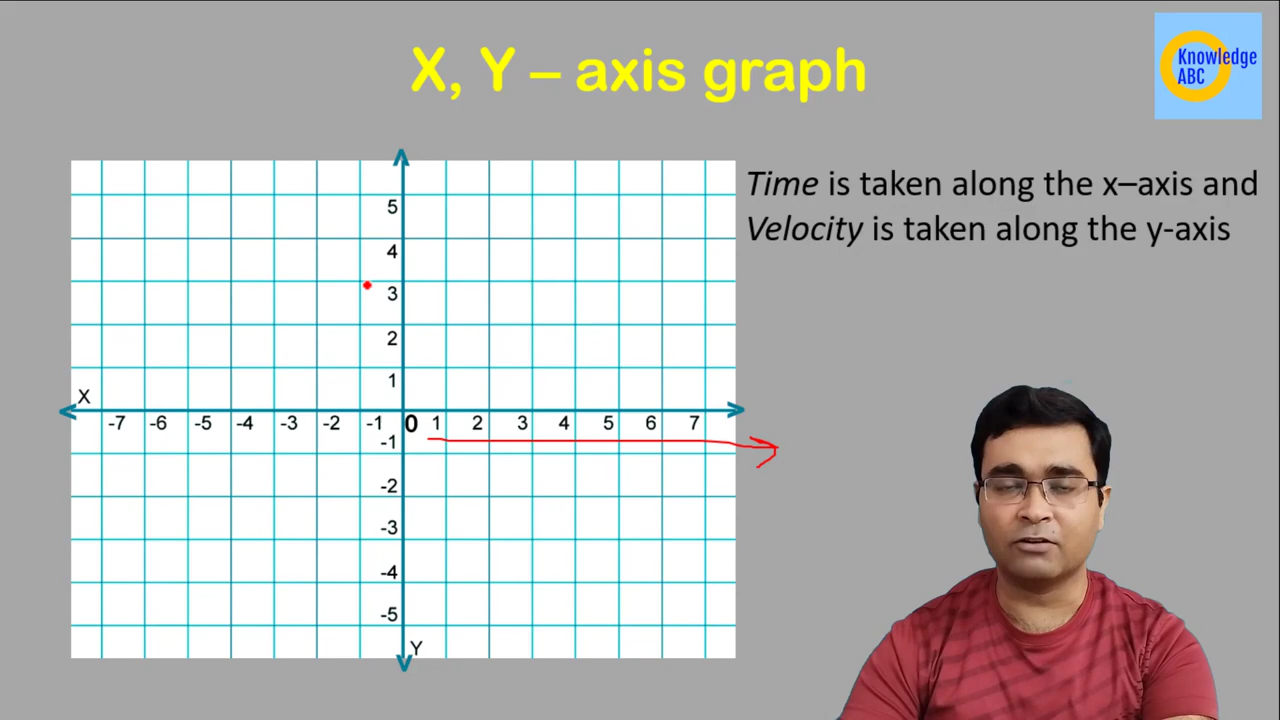 X, Y – axis graph
Knowledge
ABC
Time is taken along the x–axis and
Velocity is taken along the y-axis
5
4
3
2
1
X
-7 -6 -5 -4 -3 -2 -1 0 1 2 3 4 5 6 7
-1
-2
-3
-4
-5
Y